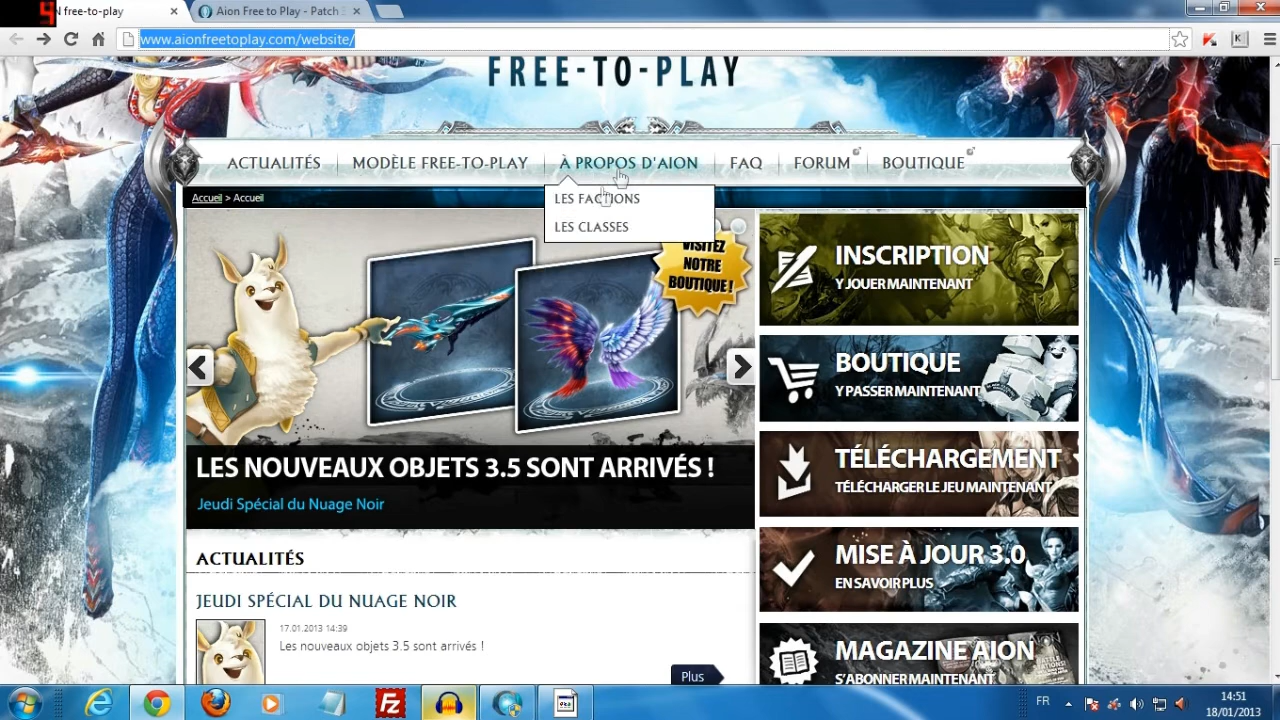 N free-to-play
Aion Free to Play - Patch
www.aionfreetoplay.com/website/
FREE-TO-PLAY
ACTUALITÉS
MODÈLE FREE-TO-PLAY
À PROPOS D'AION
FAQ
FORUM
BOUTIQUE
Accueil > Accueil
LES FACTIONS
LES CLASSES
VISITEZ
NOTRE
BOUTIQUE !
LES NOUVEAUX OBJETS 3.5 SONT ARRIVÉS !
Jeudi Spécial du Nuage Noir
INSCRIPTION
Y JOUER MAINTENANT
BOUTIQUE
Y PASSER MAINTENANT
TÉLÉCHARGEMENT
TÉLÉCHARGER LE JEU MAINTENANT
MISE À JOUR 3.0
EN SAVOIR PLUS
MAGAZINE AION
S'ABONNER MAINTENANT
ACTUALITÉS
JEUDI SPÉCIAL DU NUAGE NOIR
17.01.2013 14:39
Les nouveaux objets 3.5 sont arrivés !
Plus
FR
14:51
18/01/2013